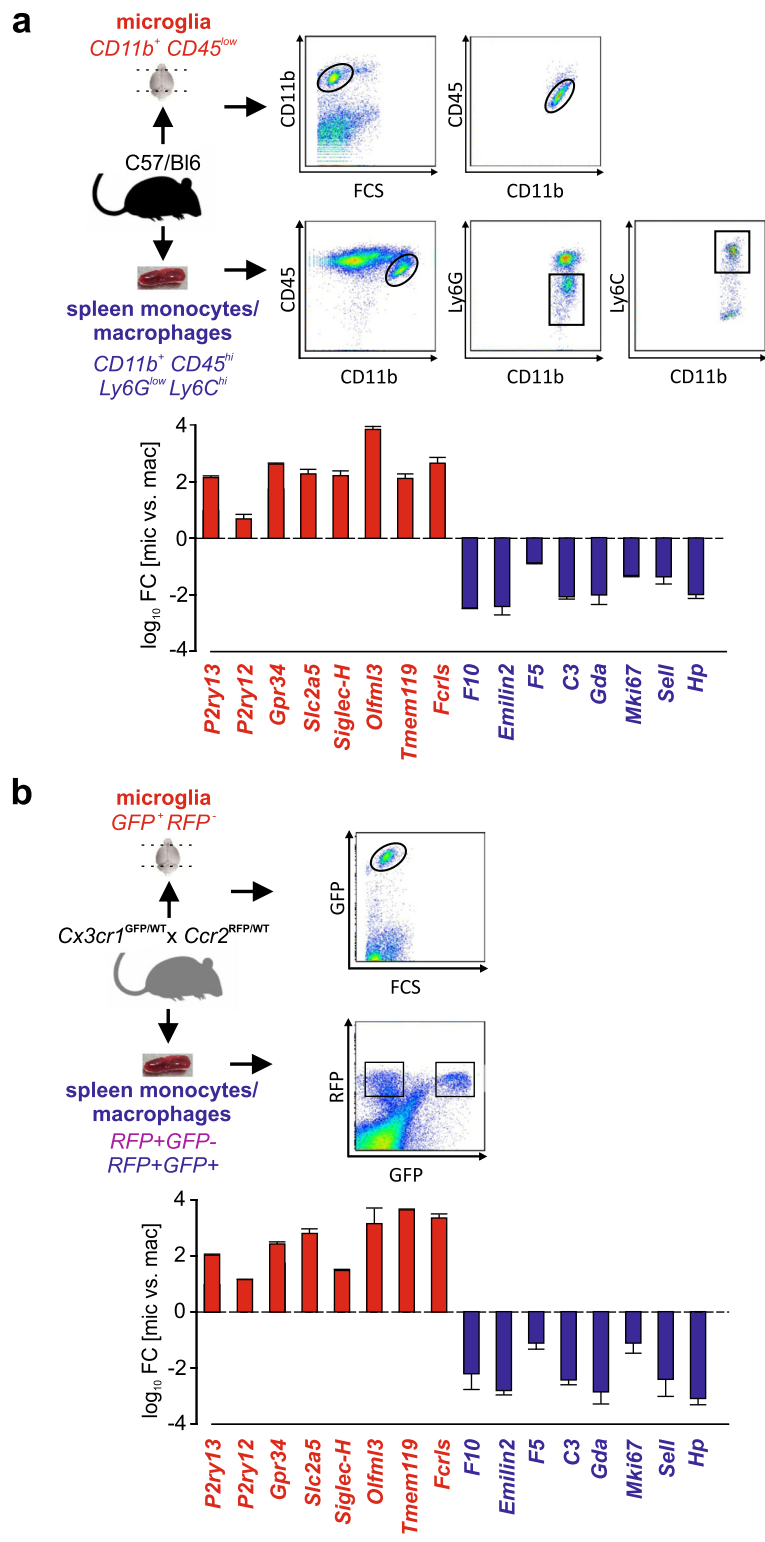 a
microglia
CD11b+ CD45low
C57/Bl6
spleen monocytes/
macrophages
CD11b+ CD45hi
Ly6Glow Ly6Chi
CD11b
FCS
CD45
CD11b
CD45
CD11b
Ly6G
CD11b
Ly6C
CD11b
log10 FC [mic vs. mac]
4
2
0
-2
-4
P2ry13
P2ry12
Gpr34
Slc2a5
Siglec-H
Olfml3
Tmem119
Fcrls
F10
Emilin2
F5
C3
Gda
Mki67
Sell
Hp
b
microglia
GFP+ RFP-
Cx3cr1GFP/WT x Ccr2RFP/WT
spleen monocytes/
macrophages
RFP+GFP-
RFP+GFP+
GFP
FCS
RFP
GFP
log10 FC [mic vs. mac]
4
2
0
-2
-4
P2ry13
P2ry12
Gpr34
Slc2a5
Siglec-H
Olfml3
Tmem119
Fcrls
F10
Emilin2
F5
C3
Gda
Mki67
Sell
Hp